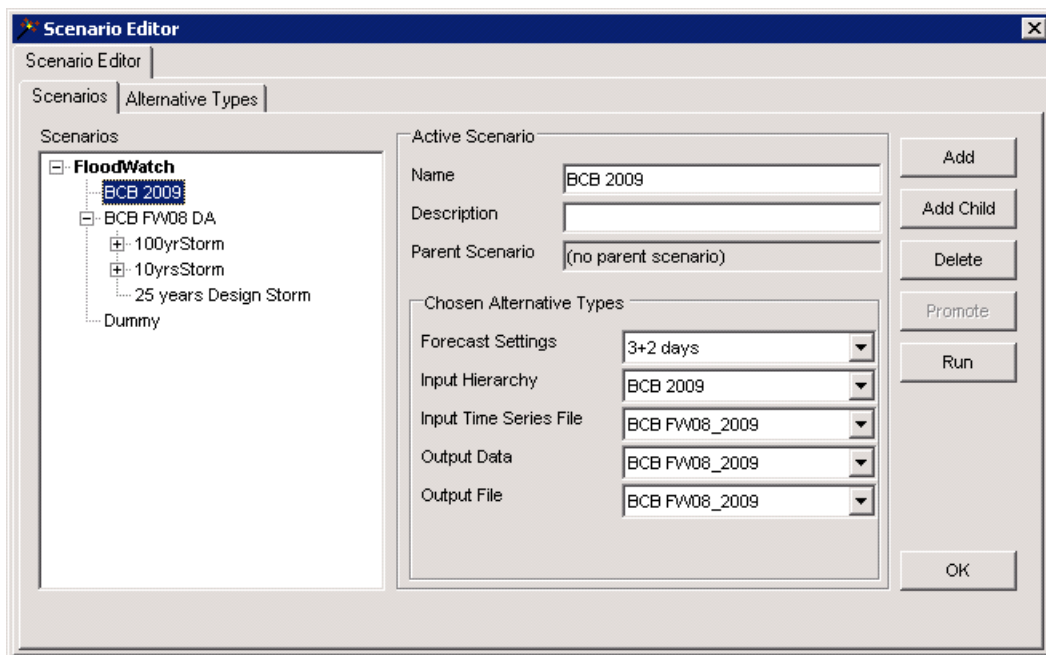 Scenario Editor
Scenario Editor
Scenarios
Alternative Types
Scenarios
FloodWatch
BCB 2009
BCB FW08 DA
100yrStorm
10yrsStorm
25 years Design Storm
Dummy
Active Scenario
Name
BCB 2009
Description
Parent Scenario
(no parent scenario)
Chosen Alternative Types
Forecast Settings
3+2 days
Input Hierarchy
BCB 2009
Input Time Series File
BCB FW08_2009
Output Data
BCB FW08_2009
Output File
BCB FW08_2009
Add
Add Child
Delete
Promote
Run
OK